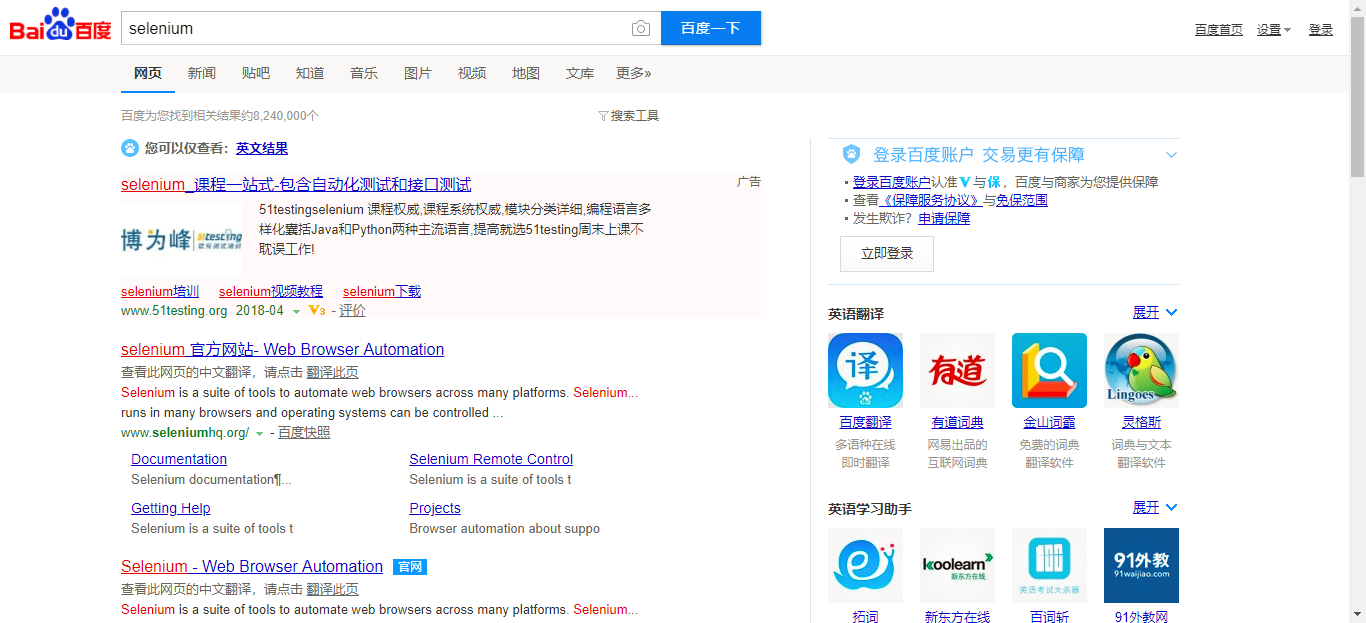 Bai du 百度 selenium 百度一下 百度首页 设置 登录
网页 新闻 贴吧 知道 音乐 图片 视频 地图 文库 更多»
百度为您找到相关结果约8,240,000个 搜索工具
您可以仅查看: 英文结果
selenium_课程一站式-包含自动化测试和接口测试 广告
51testingselenium 课程权威,课程系统权威,模块分类详细,编程语言多
样化囊括Java和Python两种主流语言,提高就选51testing周末上课不
耽误工作!
博为峰 51testing
软件测试培训
selenium培训 selenium视频教程 selenium下载
www.51testing.org 2018-04 V3 - 评价
selenium 官方网站- Web Browser Automation
查看此网页的中文翻译，请点击 翻译此页
Selenium is a suite of tools to automate web browsers across many platforms. Selenium...
runs in many browsers and operating systems can be controlled ...
www.seleniumhq.org/ - 百度快照
Documentation
Selenium documentation¶...
Selenium Remote Control
Selenium is a suite of tools t
Getting Help
Selenium is a suite of tools t
Projects
Browser automation about suppo
Selenium - Web Browser Automation 官网
查看此网页的中文翻译，请点击 翻译此页
Selenium is a suite of tools to automate web browsers across many platforms. Selenium...
登录百度账户 交易更有保障
▪ 登录百度账户认准V与保，百度与商家为您提供保障
▪ 查看《保障服务协议》与免保范围
▪ 发生欺诈？申请保障
立即登录
英语翻译 展开
译 有道 Lingoes
百度翻译 有道词典 金山词霸 灵格斯
多语种在线 网易出品的 免费的词典 词典与文本
即时翻译 互联网词典 翻译软件 翻译软件
英语学习助手 展开
koolearn
新东方在线
英语考试大杀器
91外教
91waijiao.com
拓词 新东方在线 百词斩 91外教网